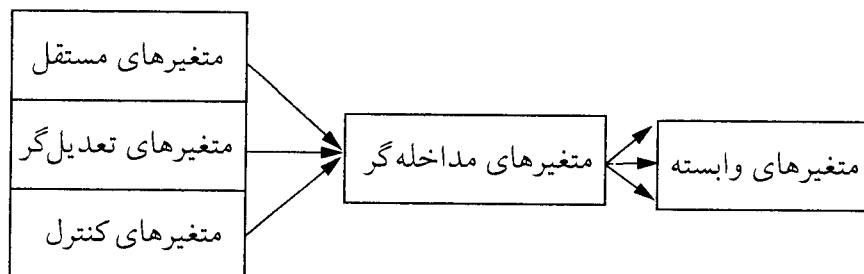 متغیرهای مستقل
متغیرهای تعدیل‌گر
متغیرهای کنترل
متغیرهای مداخله‌گر
متغیرهای وابسته